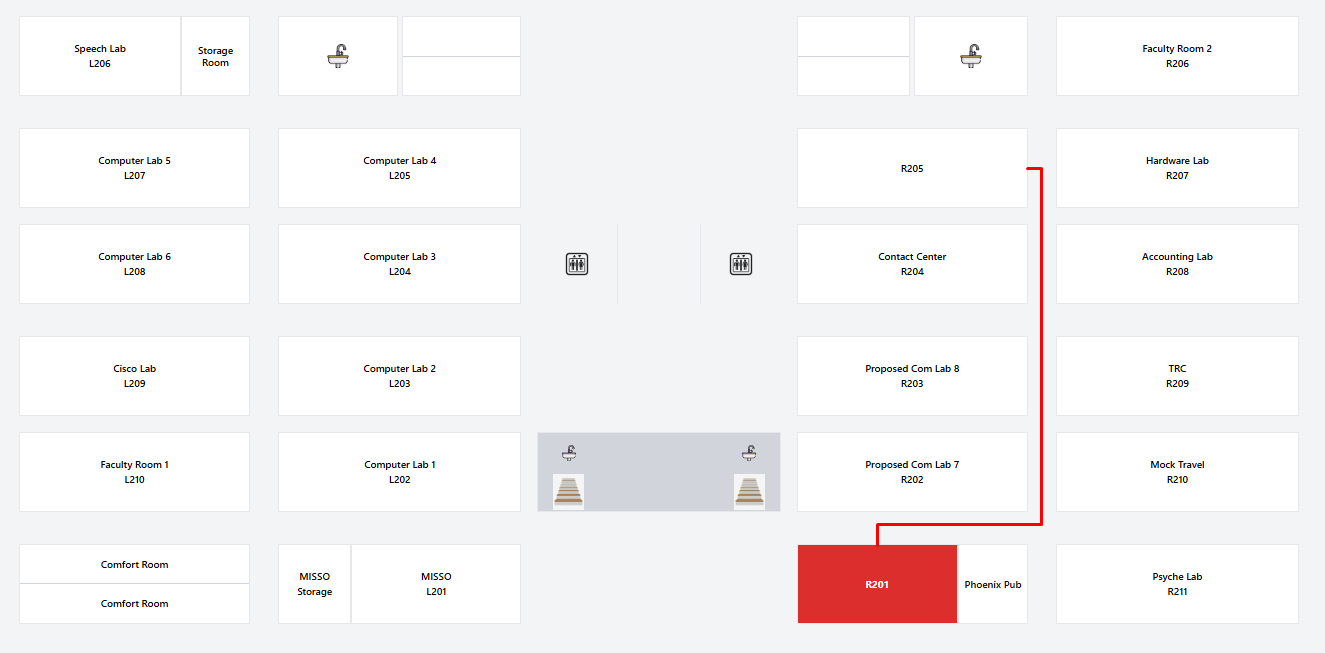 Speech Lab
L206
Storage
Room
Faculty Room 2
R206
Computer Lab 5
L207
Computer Lab 4
L205
R205
Hardware Lab
R207
Computer Lab 6
L208
Computer Lab 3
L204
Contact Center
R204
Accounting Lab
R208
Cisco Lab
L209
Computer Lab 2
L203
Proposed Com Lab 8
R203
TRC
R209
Faculty Room 1
L210
Computer Lab 1
L202
Proposed Com Lab 7
R202
Mock Travel
R210
Comfort Room
Comfort Room
MISSO
Storage
MISSO
L201
R201
Phoenix Pub
Psyche Lab
R211